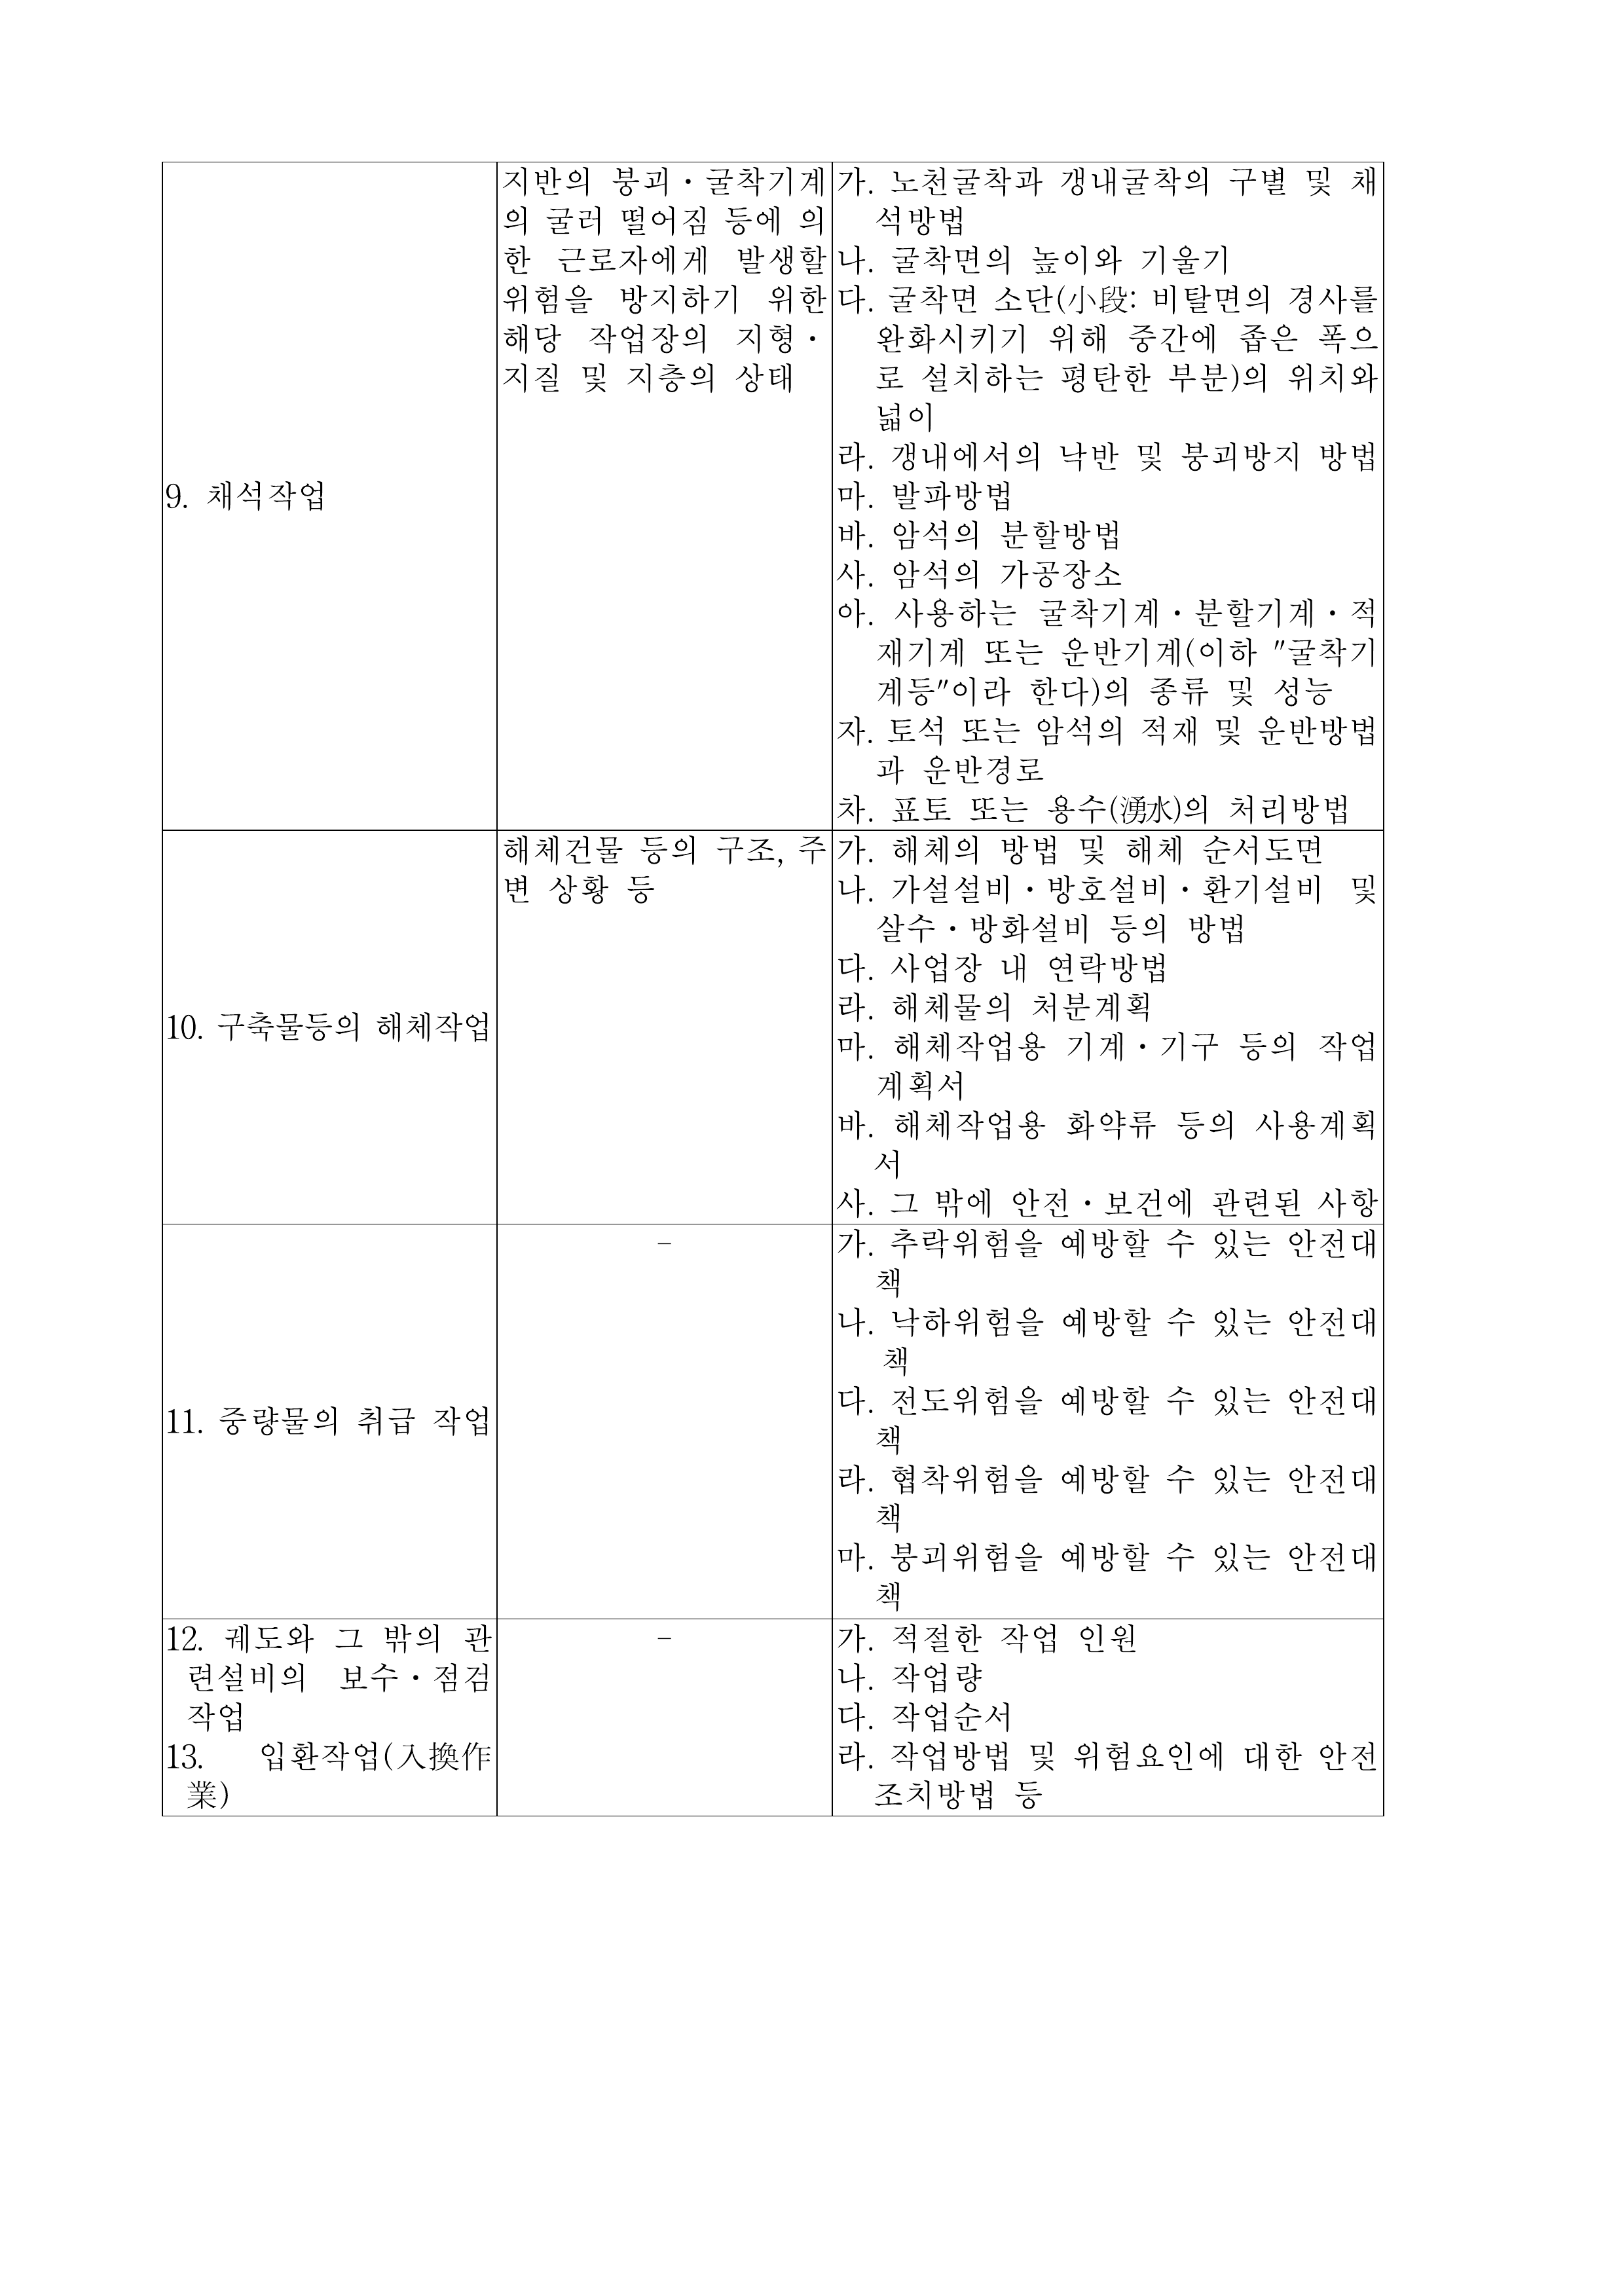 9. 채석작업
지반의 붕괴ㆍ굴착기계
의 굴러 떨어짐 등에 의
한 근로자에게 발생할
위험을 방지하기 위한
해당 작업장의 지형ㆍ
지질 및 지층의 상태
가. 노천굴착과 갱내굴착의 구별 및 채
석방법
나. 굴착면의 높이와 기울기
다. 굴착면 소단(小段: 비탈면의 경사를
완화시키기 위해 중간에 좁은 폭으
로 설치하는 평탄한 부분)의 위치와
넓이
라. 갱내에서의 낙반 및 붕괴방지 방법
마. 발파방법
바. 암석의 분할방법
사. 암석의 가공장소
아. 사용하는 굴착기계ㆍ분할기계ㆍ적
재기계 또는 운반기계(이하 "굴착기
계등"이라 한다)의 종류 및 성능
자. 토석 또는 암석의 적재 및 운반방법
과 운반경로
차. 표토 또는 용수(湧水)의 처리방법
10. 구축물등의 해체작업
해체건물 등의 구조, 주
변 상황 등
가. 해체의 방법 및 해체 순서도면
나. 가설설비ㆍ방호설비ㆍ환기설비 및
살수ㆍ방화설비 등의 방법
다. 사업장 내 연락방법
라. 해체물의 처분계획
마. 해체작업용 기계ㆍ기구 등의 작업
계획서
바. 해체작업용 화약류 등의 사용계획
서
사. 그 밖에 안전ㆍ보건에 관련된 사항
11. 중량물의 취급 작업
-
가. 추락위험을 예방할 수 있는 안전대
책
나. 낙하위험을 예방할 수 있는 안전대
책
다. 전도위험을 예방할 수 있는 안전대
책
라. 협착위험을 예방할 수 있는 안전대
책
마. 붕괴위험을 예방할 수 있는 안전대
책
12. 궤도와 그 밖의 관
련설비의 보수ㆍ점검
작업
13. 입환작업(入換作
業)
-
가. 적절한 작업 인원
나. 작업량
다. 작업순서
라. 작업방법 및 위험요인에 대한 안전
조치방법 등